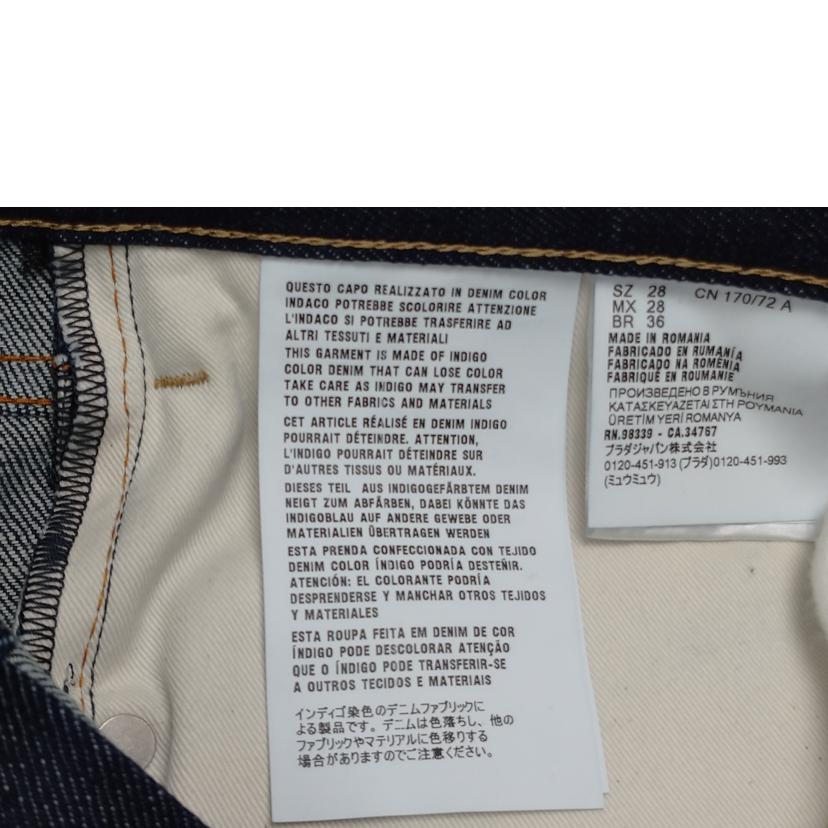 QUESTO CAPO REALIZZATO IN DENIM COLOR
INDACO POTREBBE SCOLORIRE ATTENZIONE
L'INDACO SI POTREBBE TRASFERIRE AD
ALTRI TESSUTI E MATERIALI
THIS GARMENT IS MADE OF INDIGO
COLOR DENIM THAT CAN LOSE COLOR
TAKE CARE AS INDIGO MAY TRANSFER
TO OTHER FABRICS AND MATERIALS
CET ARTICLE RÉALISÉ EN DENIM INDIGO
POURRAIT DÉTEINDRE. ATTENTION,
L'INDIGO POURRAIT DÉTEINDRE SUR
D'AUTRES TISSUS OU MATÉRIAUX.
DIESES TEIL AUS INDIGOGEFÄRBTEM DENIM
NEIGT ZUM ABFÄRBEN, DABEI KÖNNTE DAS
INDIGOBLAU AUF ANDERE GEWEBE ODER
MATERIALIEN ÜBERTRAGEN WERDEN
ESTA PRENDA CONFECCIONADA CON TEJIDO
DENIM COLOR ÍNDIGO PODRÍA DESTEÑIR.
ATENCIÓN: EL COLORANTE PODRÍA
DESPRENDERSE Y MANCHAR OTROS TEJIDOS
Y MATERIALES
ESTA ROUPA FEITA EM DENIM DE COR
ÍNDIGO PODE DESCOLORAR ATENÇÃO
QUE O ÍNDIGO PODE TRANSFERIR-SE
A OUTROS TECIDOS E MATERIAIS
インディゴ染色のデニムファブリックに
よる製品です。デニムは色落ちし、他の
ファブリックやマテリアルに色移りする
場合がありますのでご注意ください。
SZ 28 CN 170/72 A
MX 28
BR 36
MADE IN ROMANIA
FABRICADO EN RUMANÍA
FABRICADO NA ROMÉNIA
FABRIQUÉ EN ROUMANIE
ПРОИЗВЕДЕНО В РУМЪНИЯ
ΚΑΤΑΣΚΕΥΑΖΕΤΑΙ ΣΤΗ ΡΟΥΜΑΝΙΑ
ÜRETİM YERİ ROMANYA
RN.98339 - CA.34767
プラダジャパン株式会社
0120-451-913 (プラダ)0120-451-993
(ミュウミュウ)